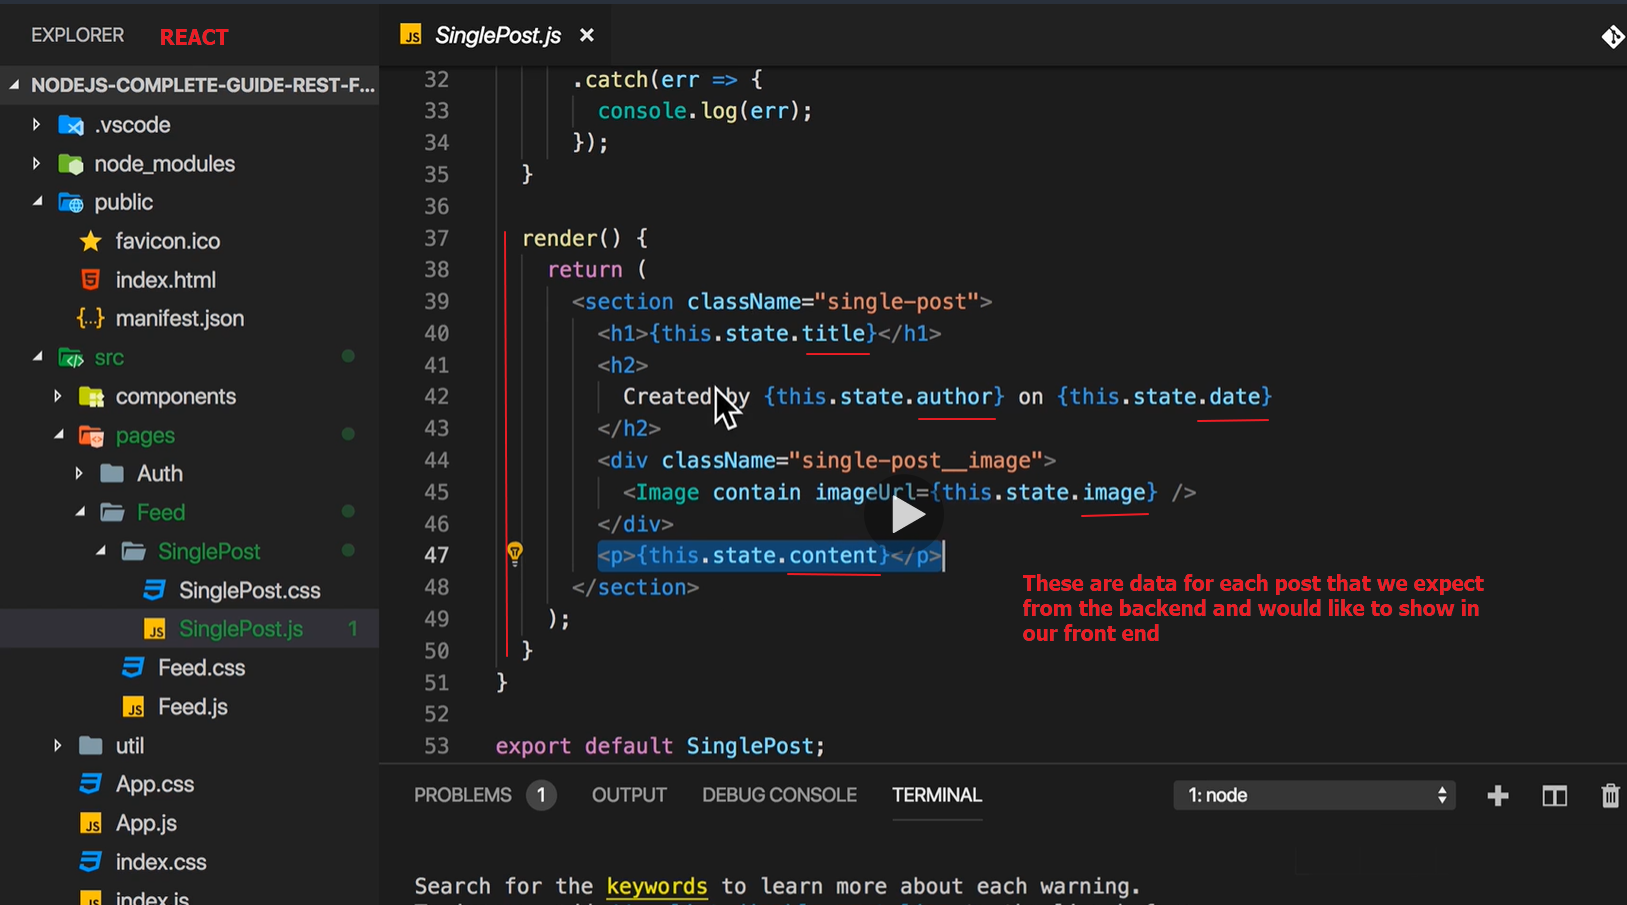 EXPLORER
REACT
NODEJS-COMPLETE-GUIDE-REST-F...
.vscode
node_modules
public
favicon.ico
index.html
manifest.json
src
components
pages
Auth
Feed
SinglePost
SinglePost.css
SinglePost.js 1
Feed.css
Feed.js
util
App.css
App.js
index.css
index.js
SinglePost.js
32 .catch(err => {
33 console.log(err);
34 });
35 }
36
37 render() {
38 return (
39 <section className="single-post">
40 <h1>{this.state.title}</h1>
41 <h2>
42 Created by {this.state.author} on {this.state.date}
43 </h2>
44 <div className="single-post__image">
45 <Image contain imageUrl={this.state.image} />
46 </div>
47 <p>{this.state.content}</p>
48 </section>
49 );
50 }
51 }
52
53 export default SinglePost;
These are data for each post that we expect
from the backend and would like to show in
our front end
PROBLEMS 1 OUTPUT DEBUG CONSOLE TERMINAL 1: node
Search for the keywords to learn more about each warning.